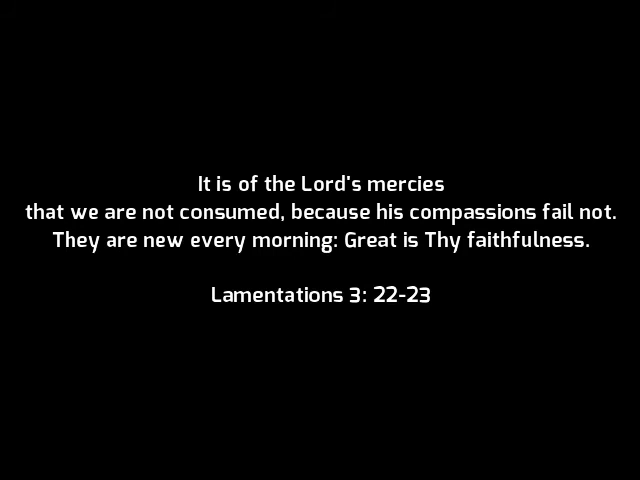 It is of the Lord's mercies
that we are not consumed, because his compassions fail not.
They are new every morning: Great is Thy faithfulness.
Lamentations 3: 22-23